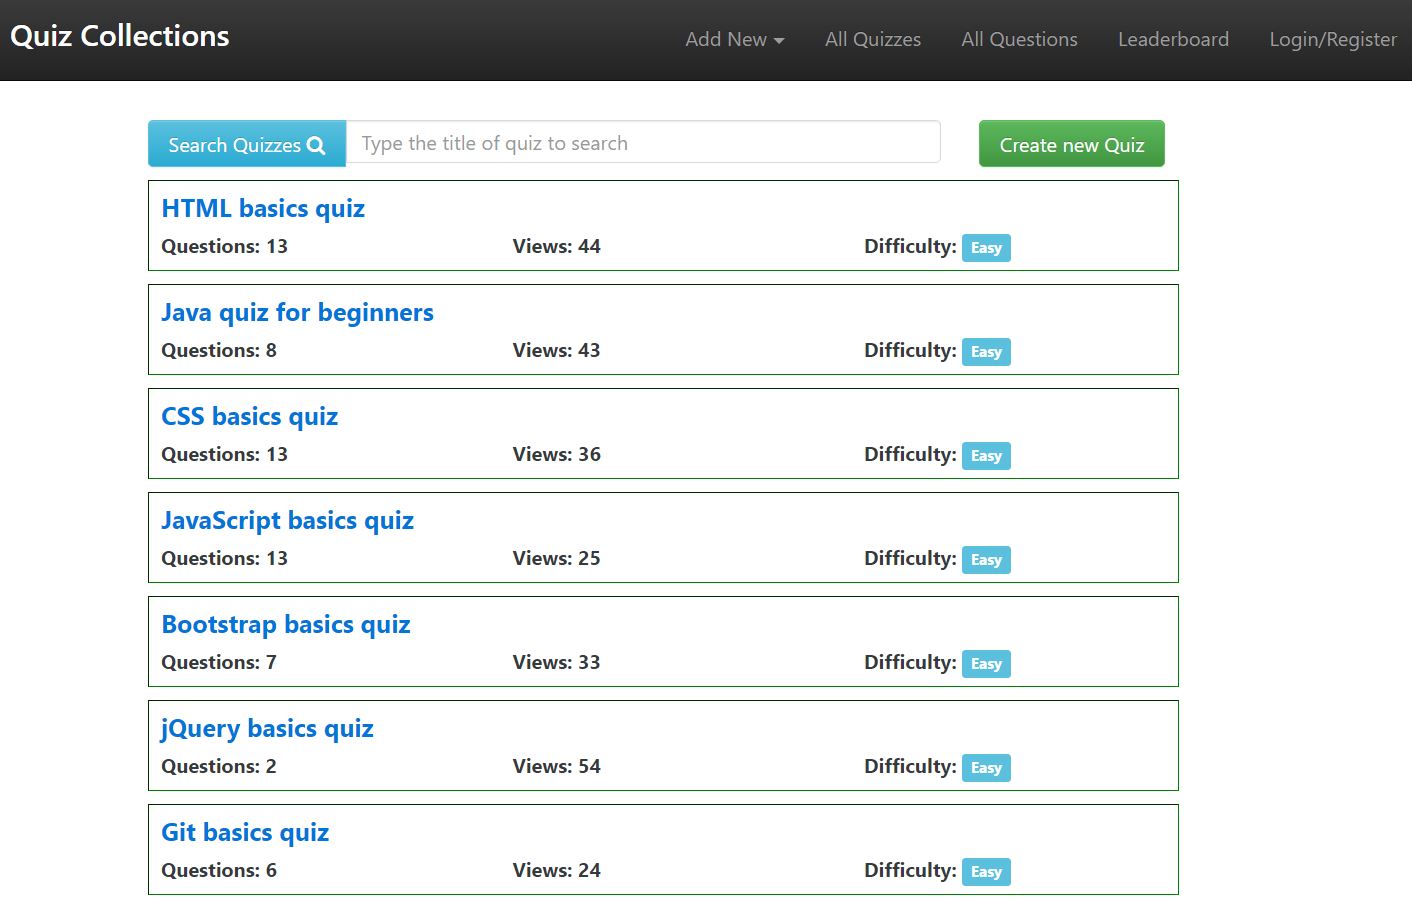 Quiz Collections Add New All Quizzes All Questions Leaderboard Login/Register
Search Quizzes Type the title of quiz to search Create new Quiz
HTML basics quiz
Questions: 13 Views: 44 Difficulty: Easy
Java quiz for beginners
Questions: 8 Views: 43 Difficulty: Easy
CSS basics quiz
Questions: 13 Views: 36 Difficulty: Easy
JavaScript basics quiz
Questions: 13 Views: 25 Difficulty: Easy
Bootstrap basics quiz
Questions: 7 Views: 33 Difficulty: Easy
jQuery basics quiz
Questions: 2 Views: 54 Difficulty: Easy
Git basics quiz
Questions: 6 Views: 24 Difficulty: Easy